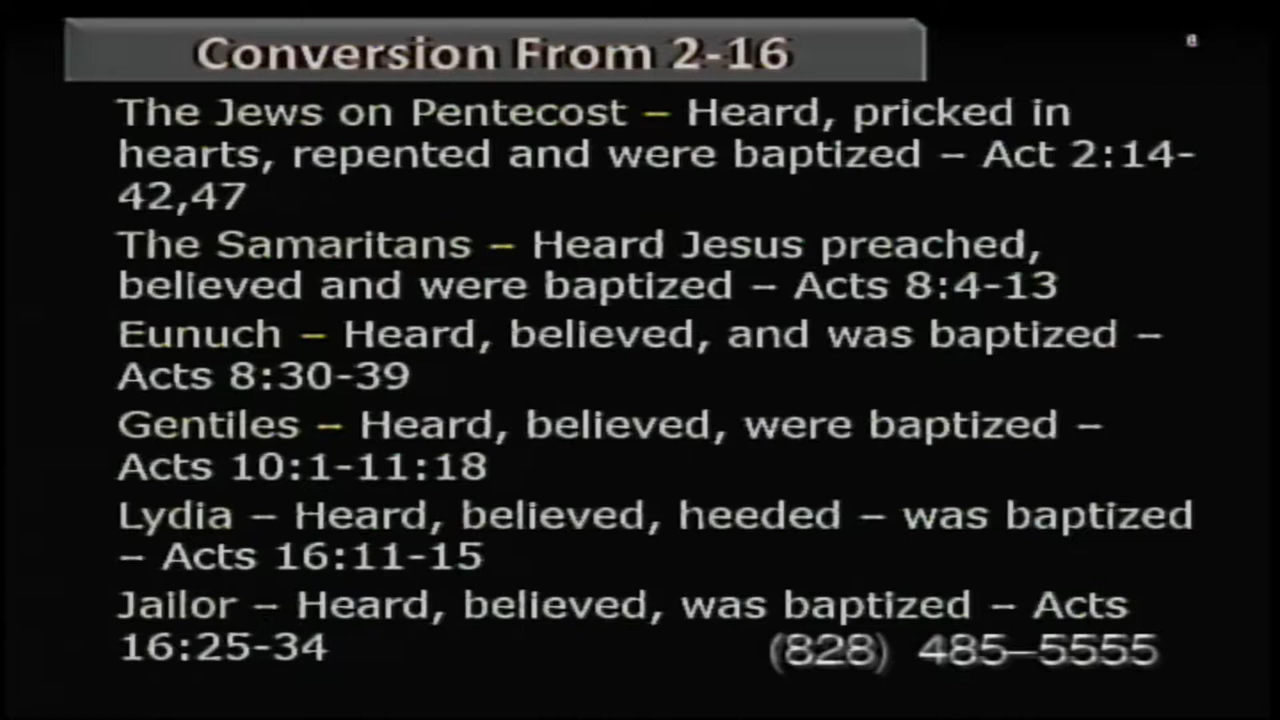 Conversion From 2-16
8
The Jews on Pentecost – Heard, pricked in
hearts, repented and were baptized – Act 2:14-
42,47
The Samaritans – Heard Jesus preached,
believed and were baptized – Acts 8:4-13
Eunuch – Heard, believed, and was baptized –
Acts 8:30-39
Gentiles – Heard, believed, were baptized –
Acts 10:1-11:18
Lydia – Heard, believed, heeded – was baptized
– Acts 16:11-15
Jailor – Heard, believed, was baptized – Acts
16:25-34
(828) 485–5555